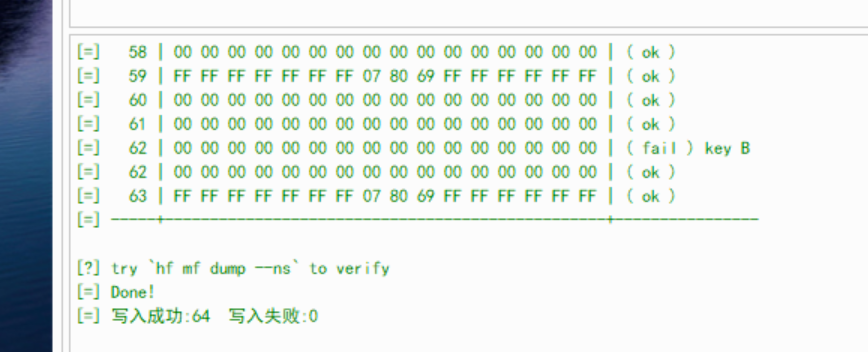 [=]   58 | 00 00 00 00 00 00 00 00 00 00 00 00 00 00 00 00 | ( ok )
[=]   59 | FF FF FF FF FF FF FF 07 80 69 FF FF FF FF FF FF | ( ok )
[=]   60 | 00 00 00 00 00 00 00 00 00 00 00 00 00 00 00 00 | ( ok )
[=]   61 | 00 00 00 00 00 00 00 00 00 00 00 00 00 00 00 00 | ( ok )
[=]   62 | 00 00 00 00 00 00 00 00 00 00 00 00 00 00 00 00 | ( fail ) key B
[=]   62 | 00 00 00 00 00 00 00 00 00 00 00 00 00 00 00 00 | ( ok )
[=]   63 | FF FF FF FF FF FF FF 07 80 69 FF FF FF FF FF FF | ( ok )
[=] -----+-------------------------------------------------+----------------
[?] try `hf mf dump --ns` to verify
[=] Done!
[=] 写入成功:64  写入失败:0